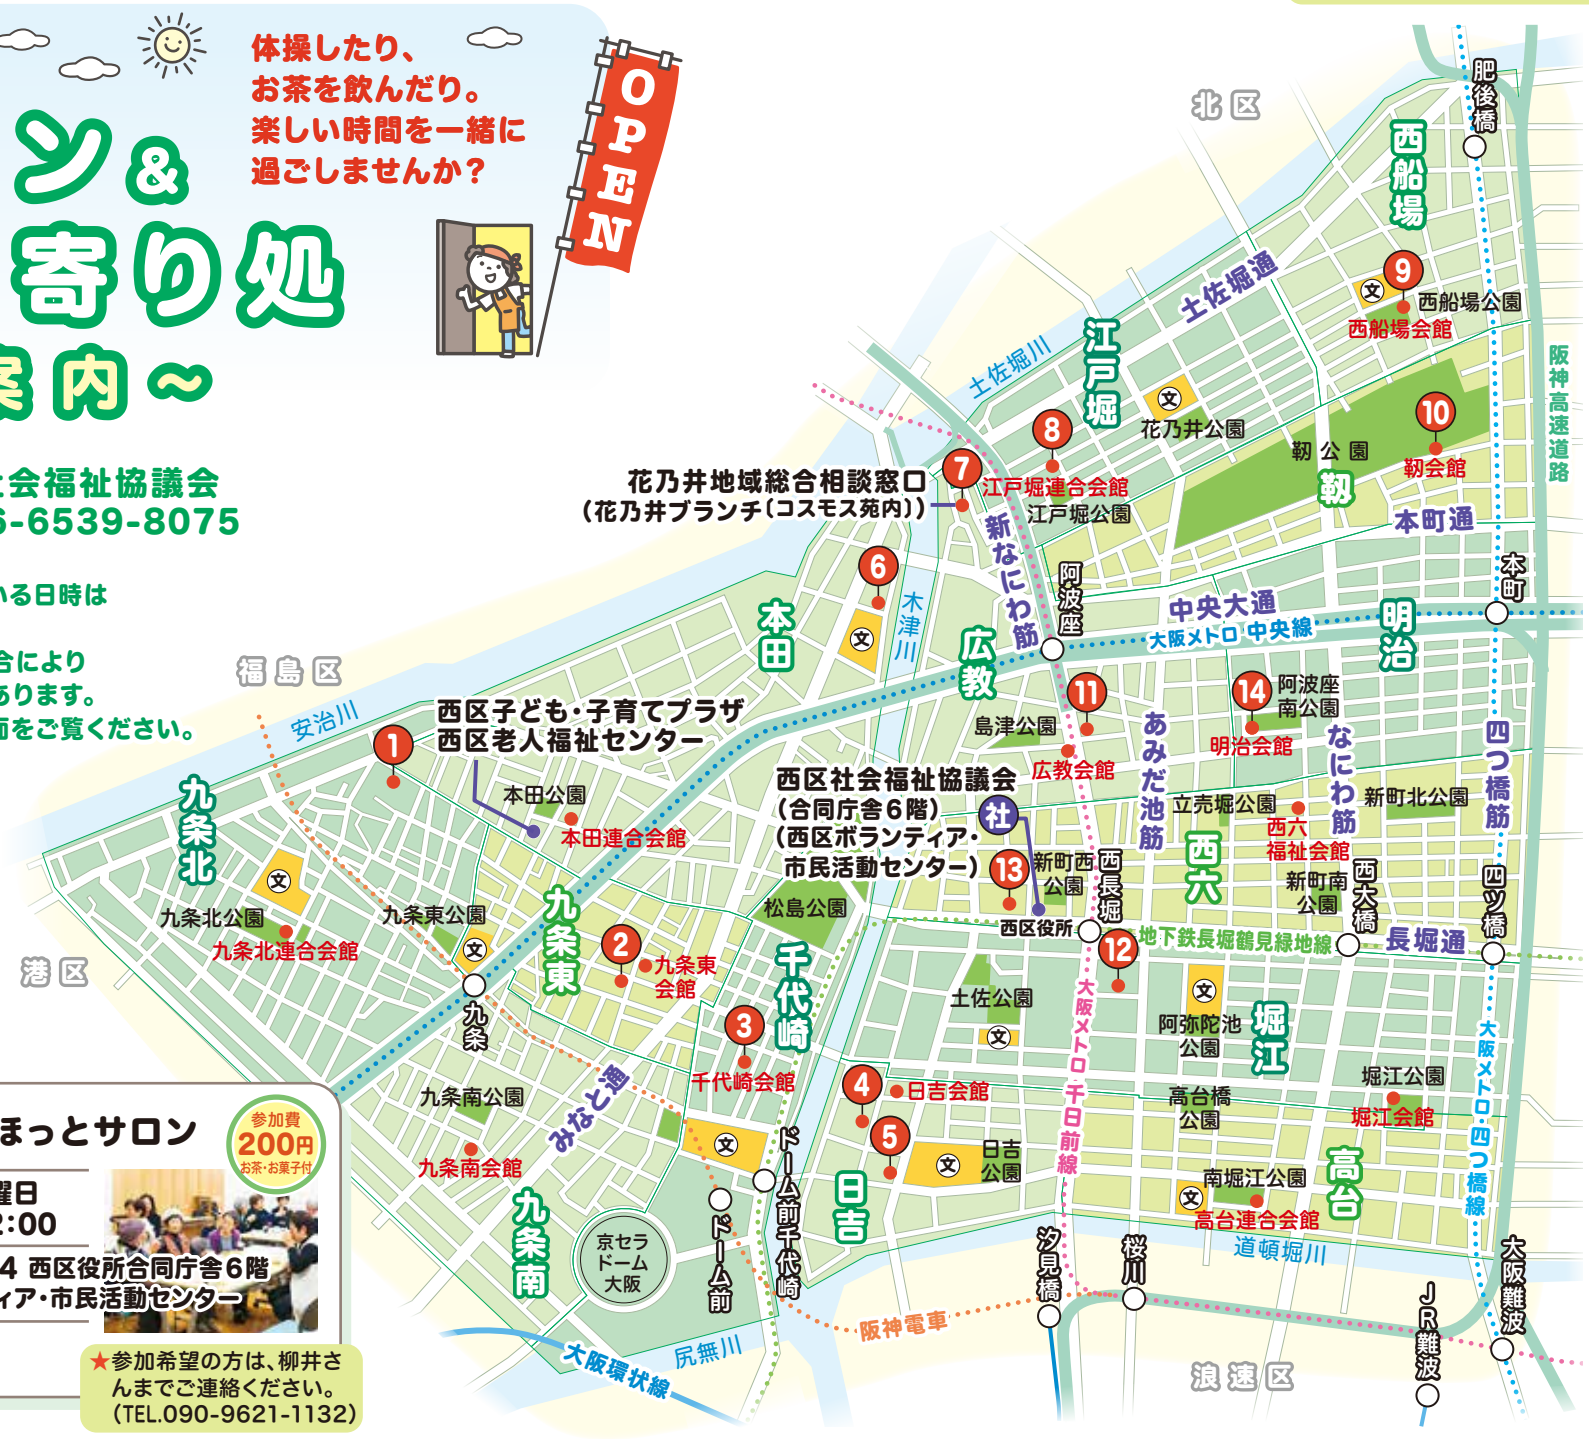 体操したり、
お茶を飲んだり。
楽しい時間を一緒に
過ごしませんか？
OPEN
ン&
寄り処
案内～
社会福祉協議会
6-6539-8075
いる日時は
合により
あります。
面をご覧ください。
北区
肥後橋
西船場
9
文
西船場公園
西船場会館
土佐堀通
江戸堀
土佐堀川
阪神高速道路
文
花乃井公園
8
10
靱公園
靱会館
靱
7
江戸堀連合会館
江戸堀公園
花乃井地域総合相談窓口
（花乃井ブランチ（コスモス苑内））
本町通
新なにわ筋
6
本町
阿波座
木津川
本田
文
広教
中央大通
大阪メトロ 中央線
明治
福島区
安治川
1
西区子ども・子育てプラザ
西区老人福祉センター
11
14
阿波座
南公園
島津公園
明治会館
広教会館
あみだ池筋
なにわ筋
四つ橋筋
九条北
本田公園
本田連合会館
西区社会福祉協議会
（合同庁舎６階）
（西区ボランティア・
市民活動センター）
社
立売堀公園
西六
福祉会館
新町北公園
西六
13
新町西
公園
西長堀
新町南
公園
西大橋
四ツ橋
文
九条北公園
九条北連合会館
九条東公園
文
九条東
松島公園
西区役所
地下鉄長堀鶴見緑地線
長堀通
港区
2
九条東
会館
千代崎
12
九条
土佐公園
文
文
阿弥陀池
公園
堀江
大阪メトロ 千日前線
大阪メトロ・四つ橋線
3
千代崎会館
4
日吉会館
5
文
日吉
公園
日吉
九条南公園
みなと通
九条南会館
文
高台橋
公園
堀江公園
堀江会館
高台
文
南堀江公園
高台連合会館
道頓堀川
九条南
京セラ
ドーム
大阪
ドーム前
ドーム前千代崎
汐見橋
桜川
JR難波
大阪難波
阪神電車
尻無川
大阪環状線
浪速区
ほっとサロン
参加費
200円
お茶・お菓子付
曜日
2:00
4 西区役所合同庁舎６階
ィア・市民活動センター
★参加希望の方は、柳井さ
んまでご連絡ください。
（TEL.090-9621-1132）